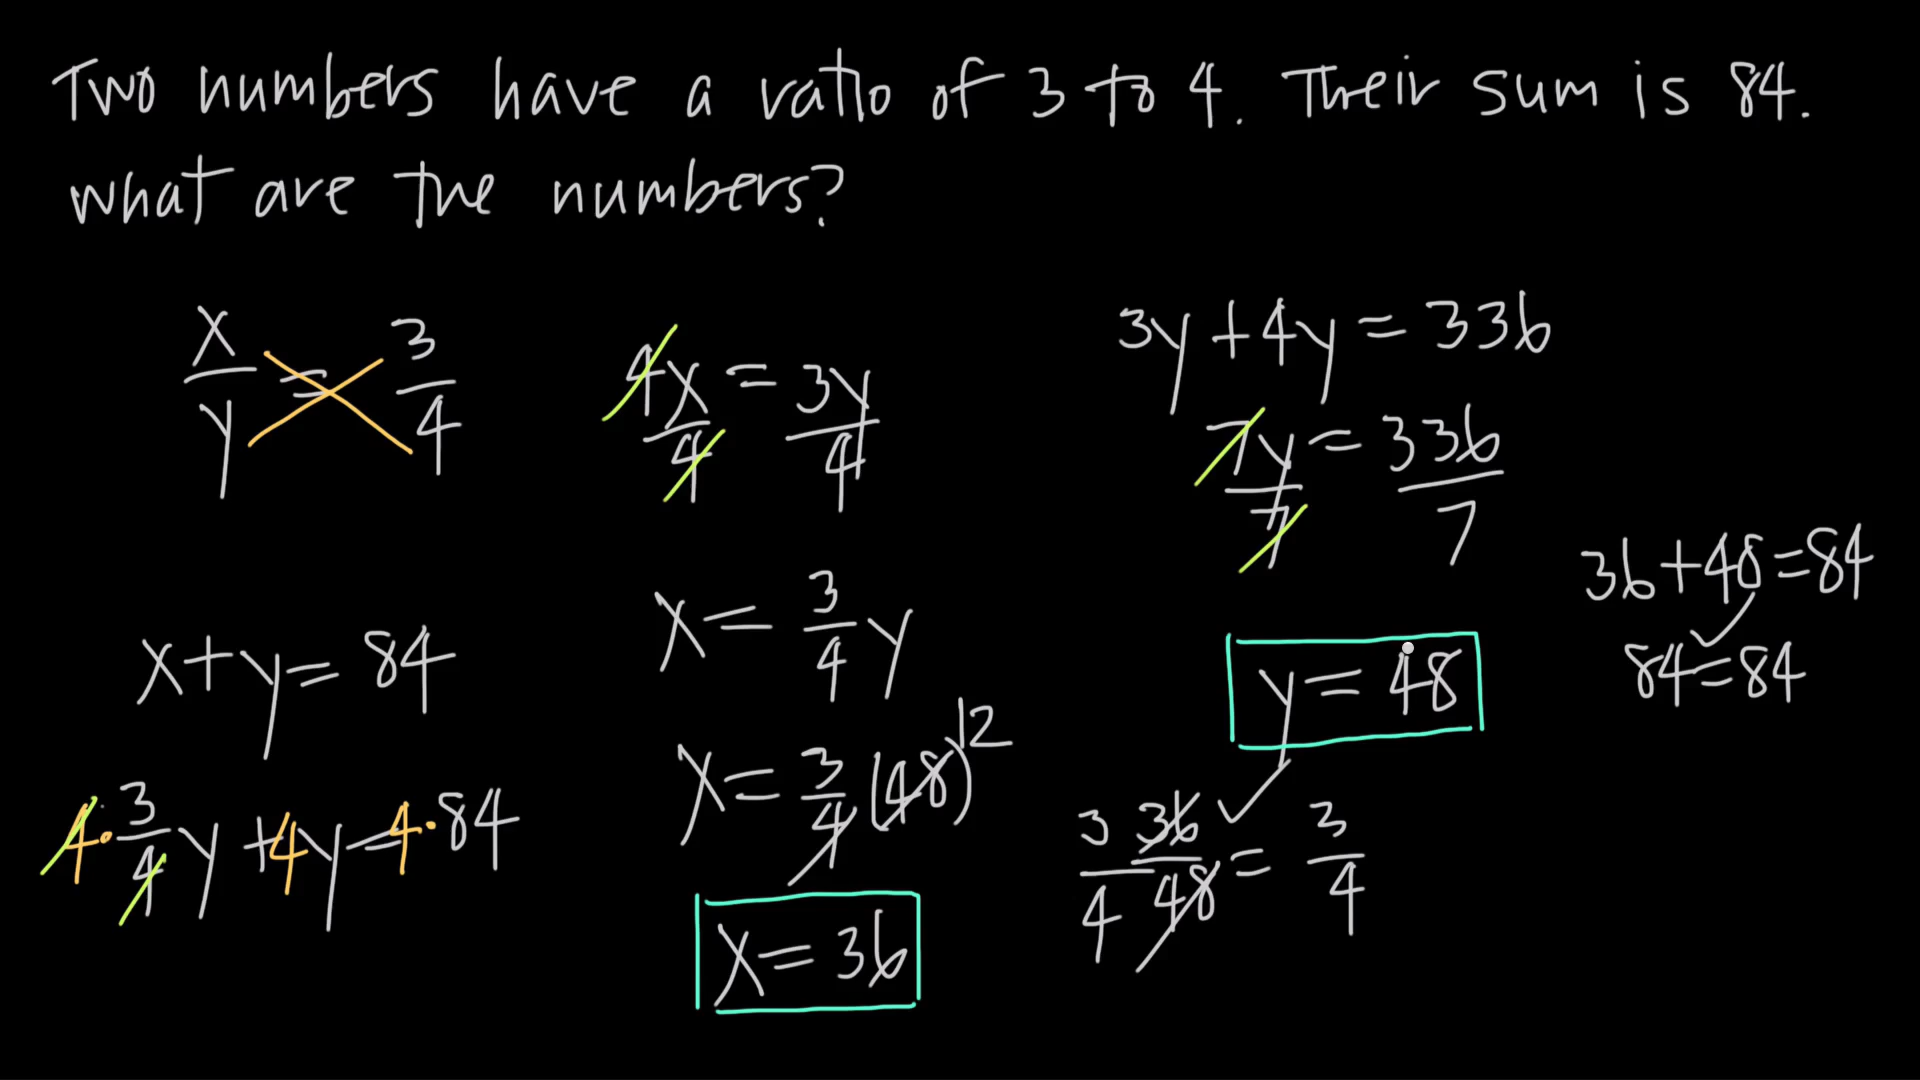 Two numbers have a ratio of 3 to 4. Their sum is 84.
what are the numbers?
x/y = 3/4
x+y = 84
4·3/4y + 4y = 4·84
4x/4 = 3y/4
x = 3/4 y
x = 3/4 (48) 12
x = 36
3y + 4y = 336
7y/7 = 336/7
y = 48
3/4 36/48 = 3/4
36+48=84
84=84